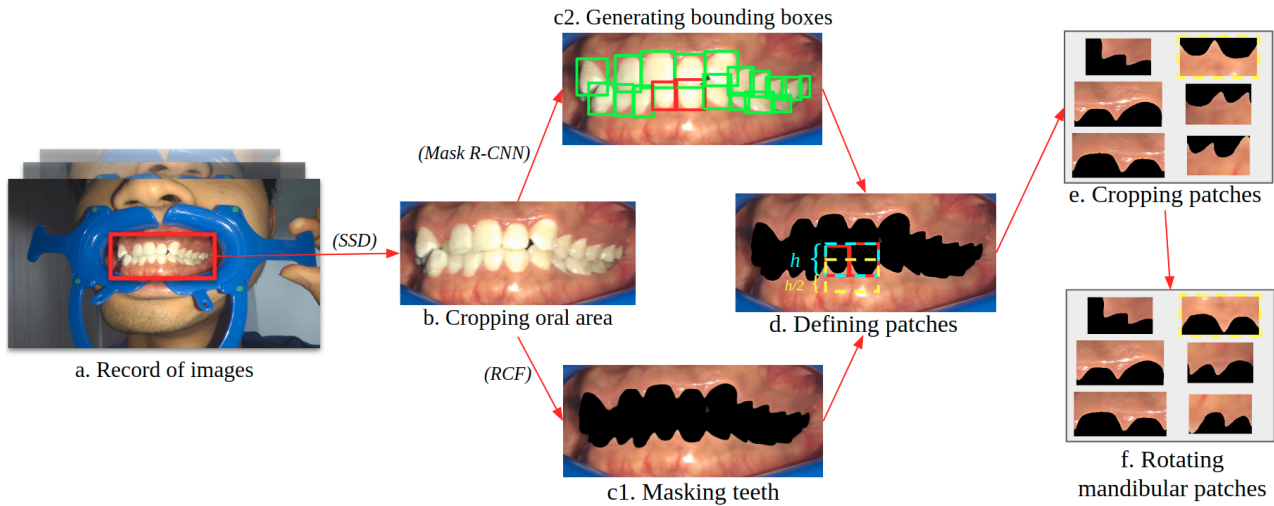 c2. Generating bounding boxes
(Mask R-CNN)
(SSD)
a. Record of images
b. Cropping oral area
(RCF)
c1. Masking teeth
h
h/2
d. Defining patches
e. Cropping patches
f. Rotating
mandibular patches